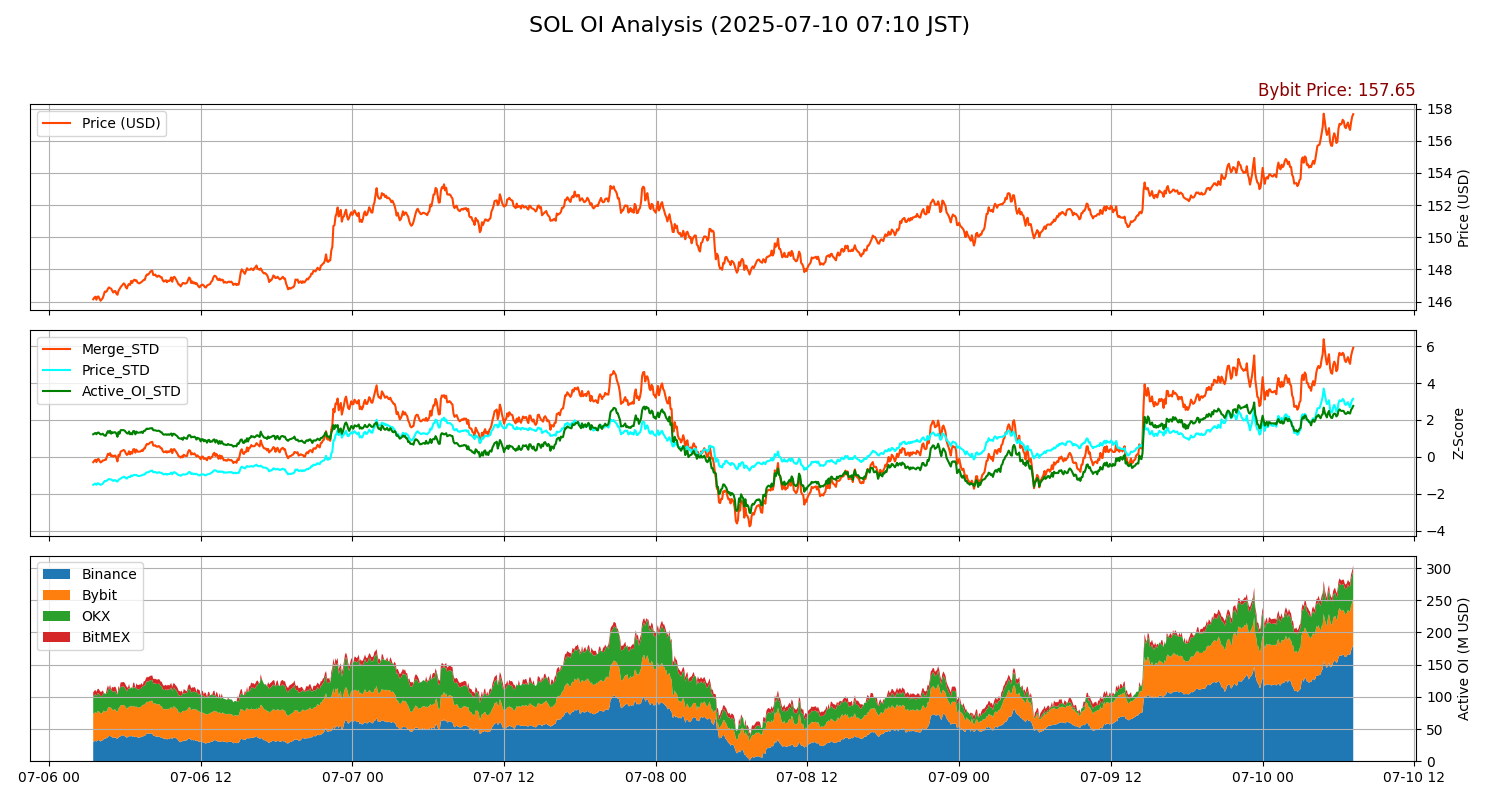 SOL OI Analysis (2025-07-10 07:10 JST)
Bybit Price: 157.65
Price (USD)
158
156
154
152
150
148
146
Price (USD)
Merge_STD
Price_STD
Active_OI_STD
6
4
2
0
−2
−4
Z-Score
Binance
Bybit
OKX
BitMEX
300
250
200
150
100
50
0
Active OI (M USD)
07-06 00 07-06 12 07-07 00 07-07 12 07-08 00 07-08 12 07-09 00 07-09 12 07-10 00 07-10 12